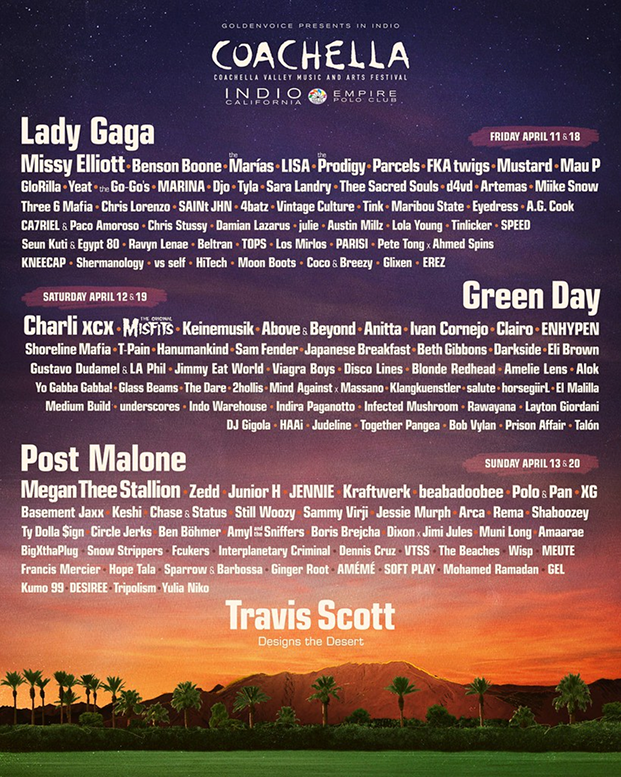 GOLDENVOICE PRESENTS IN INDIO
COACHELLA
COACHELLA VALLEY MUSIC AND ARTS FESTIVAL
INDIO CALIFORNIA EMPIRE POLO CLUB
Lady Gaga
FRIDAY APRIL 11 & 18
Missy Elliott • Benson Boone • the Marías • LISA • the Prodigy • Parcels • FKA twigs • Mustard • Mau P
GloRilla • Yeat • the Go-Go's • MARINA • Djo • Tyla • Sara Landry • Thee Sacred Souls • d4vd • Artemas • Miike Snow
Three 6 Mafia • Chris Lorenzo • SAINt JHN • 4batz • Vintage Culture • Tink • Maribou State • Eyedress • A.G. Cook
CA7RIEL & Paco Amoroso • Chris Stussy • Damian Lazarus • julie • Austin Millz • Lola Young • Tinlicker • SPEED
Seun Kuti & Egypt 80 • Ravyn Lenae • Beltran • TOPS • Los Mirlos • PARISI • Pete Tong x Ahmed Spins
KNEECAP • Shermanology • vs self • HiTech • Moon Boots • Coco & Breezy • Glixen • EREZ
SATURDAY APRIL 12 & 19
Green Day
Charli xcx • THE ORIGINAL MISFITS • Keinemusik • Above & Beyond • Anitta • Ivan Cornejo • Clairo • ENHYPEN
Shoreline Mafia • T-Pain • Hanumankind • Sam Fender • Japanese Breakfast • Beth Gibbons • Darkside • Eli Brown
Gustavo Dudamel & LA Phil • Jimmy Eat World • Viagra Boys • Disco Lines • Blonde Redhead • Amelie Lens • Alok
Yo Gabba Gabba! • Glass Beams • The Dare • 2hollis • Mind Against x Massano • Klangkuenstler • salute • horsegiirL • El Malilla
Medium Build • underscores • Indo Warehouse • Indira Paganotto • Infected Mushroom • Rawayana • Layton Giordani
DJ Gigola • HAAi • Judeline • Together Pangea • Bob Vylan • Prison Affair • Talón
Post Malone
SUNDAY APRIL 13 & 20
Megan Thee Stallion • Zedd • Junior H • JENNIE • Kraftwerk • beabadoobee • Polo & Pan • XG
Basement Jaxx • Keshi • Chase & Status • Still Woozy • Sammy Virji • Jessie Murph • Arca • Rema • Shaboozey
Ty Dolla $ign • Circle Jerks • Ben Böhmer • Amyl and the Sniffers • Boris Brejcha • Dixon x Jimi Jules • Muni Long • Amaarae
BigXthaPlug • Snow Strippers • Fcukers • Interplanetary Criminal • Dennis Cruz • VTSS • The Beaches • Wisp • MEUTE
Francis Mercier • Hope Tala • Sparrow & Barbossa • Ginger Root • AMÉMÉ • SOFT PLAY • Mohamed Ramadan • GEL
Kumo 99 • DESIREE • Tripolism • Yulia Niko
Travis Scott
Designs the Desert